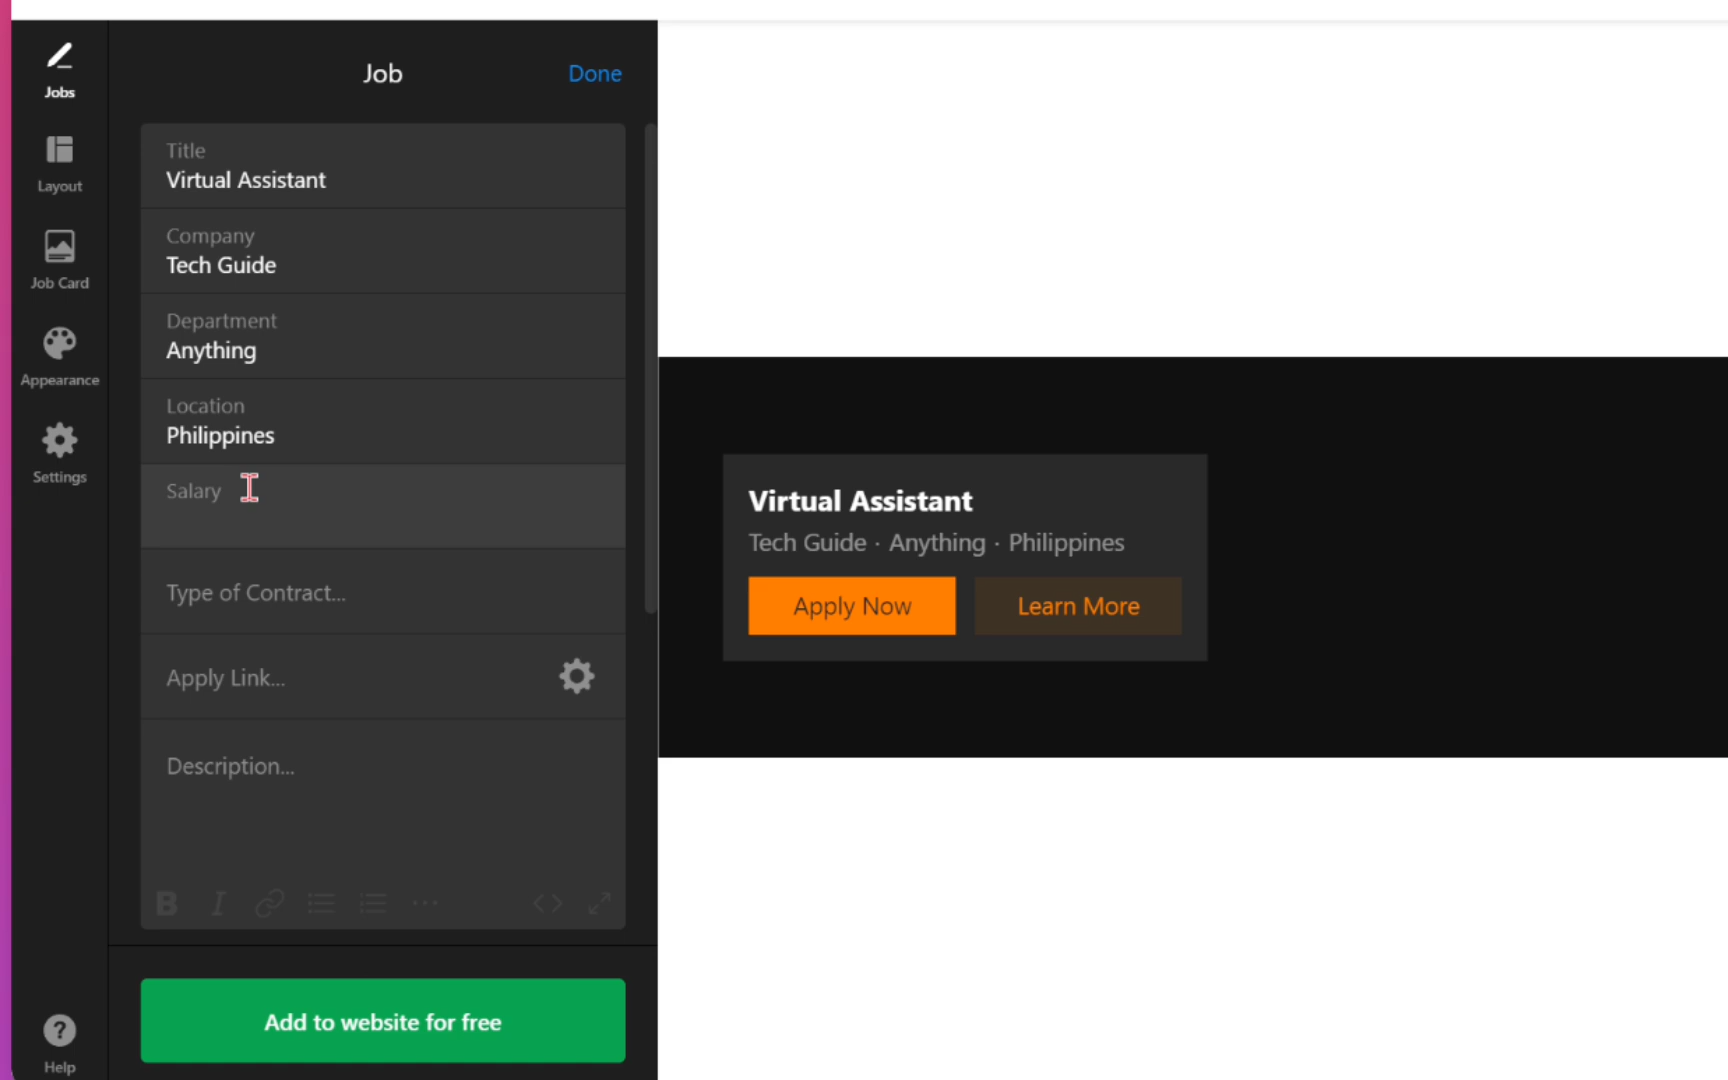 Jobs
Layout
Job Card
Appearance
Settings
Help
Job
Done
Title
Virtual Assistant
Company
Tech Guide
Department
Anything
Location
Philippines
Salary
Type of Contract...
Apply Link...
Description...
B I
Add to website for free
Virtual Assistant
Tech Guide · Anything · Philippines
Apply Now
Learn More